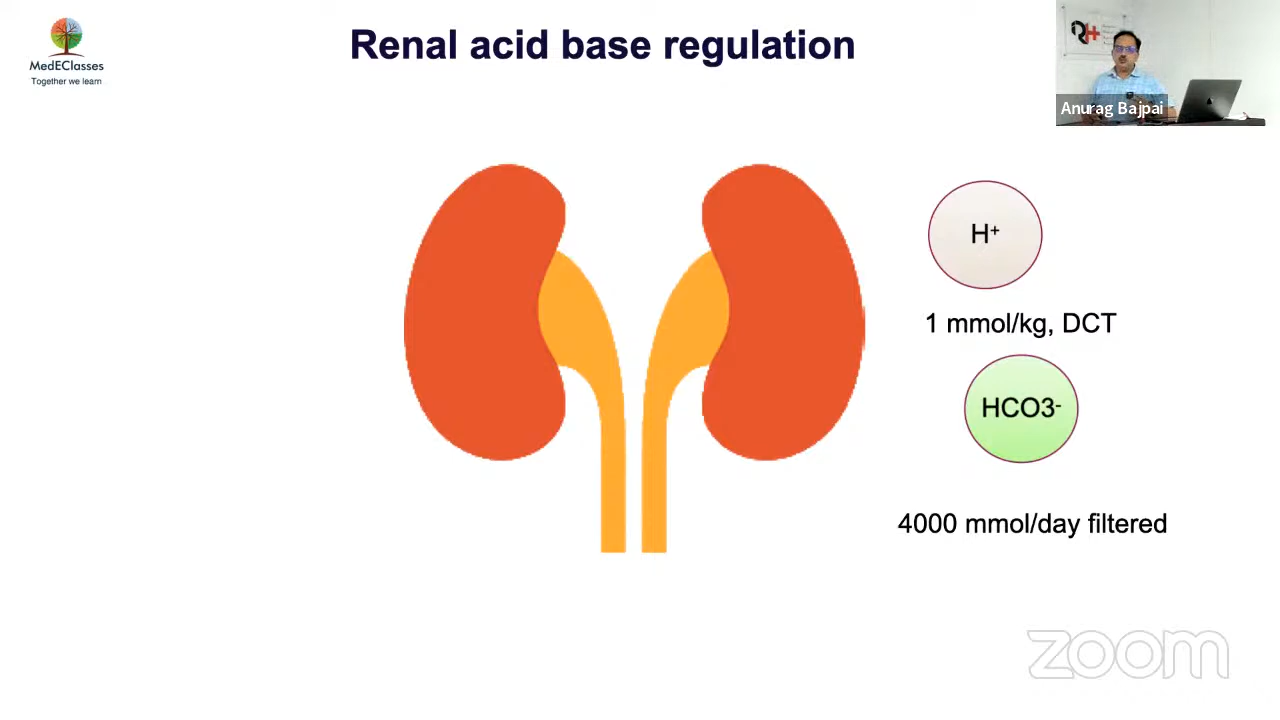 Renal acid base regulation
MedEClasses
Together we learn
RH+
Anurag Bajpai
H+
1 mmol/kg, DCT
HCO3-
4000 mmol/day filtered
zoom